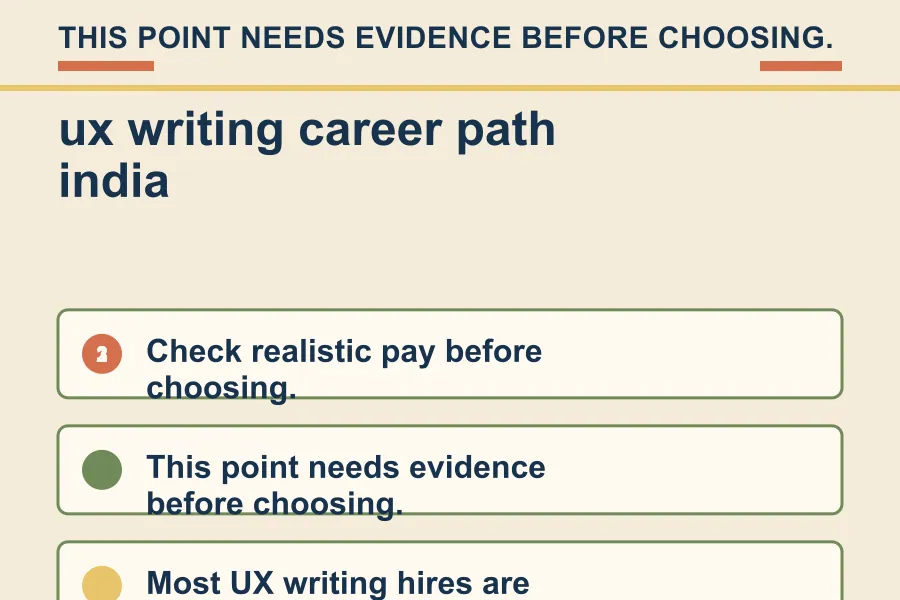 THIS POINT NEEDS EVIDENCE BEFORE CHOOSING.
ux writing career path
india
Check realistic pay before
choosing.
This point needs evidence
before choosing.
Most UX writing hires are